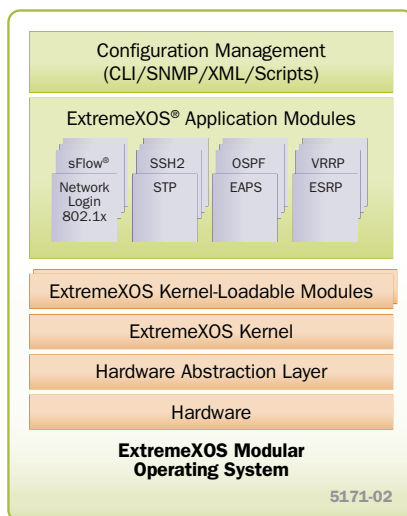 Configuration Management
(CLI/SNMP/XML/Scripts)
ExtremeXOS® Application Modules
sFlow®
SSH2
OSPF
VRRP
Network
Login
802.1x
STP
EAPS
ESRP
ExtremeXOS Kernel-Loadable Modules
ExtremeXOS Kernel
Hardware Abstraction Layer
Hardware
ExtremeXOS Modular
Operating System
5171-02